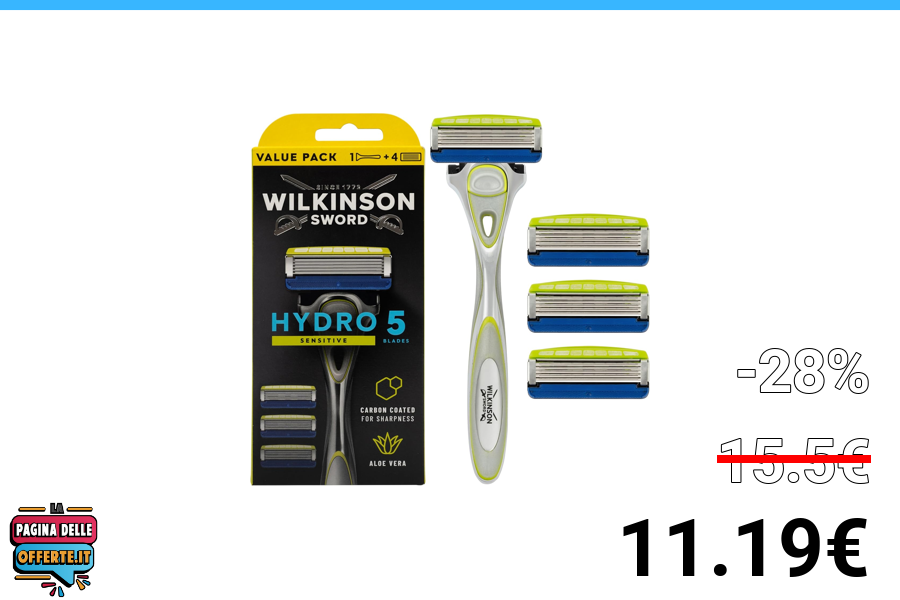 VALUE PACK 1 + 4
SINCE 1772
WILKINSON
SWORD
HYDRO 5
SENSITIVE BLADES
CARBON COATED
FOR SHARPNESS
ALOE VERA
WILKINSON
SWORD
-28%
15.5€
11.19€
LA
PAGINA DELLE
OFFERTE.IT